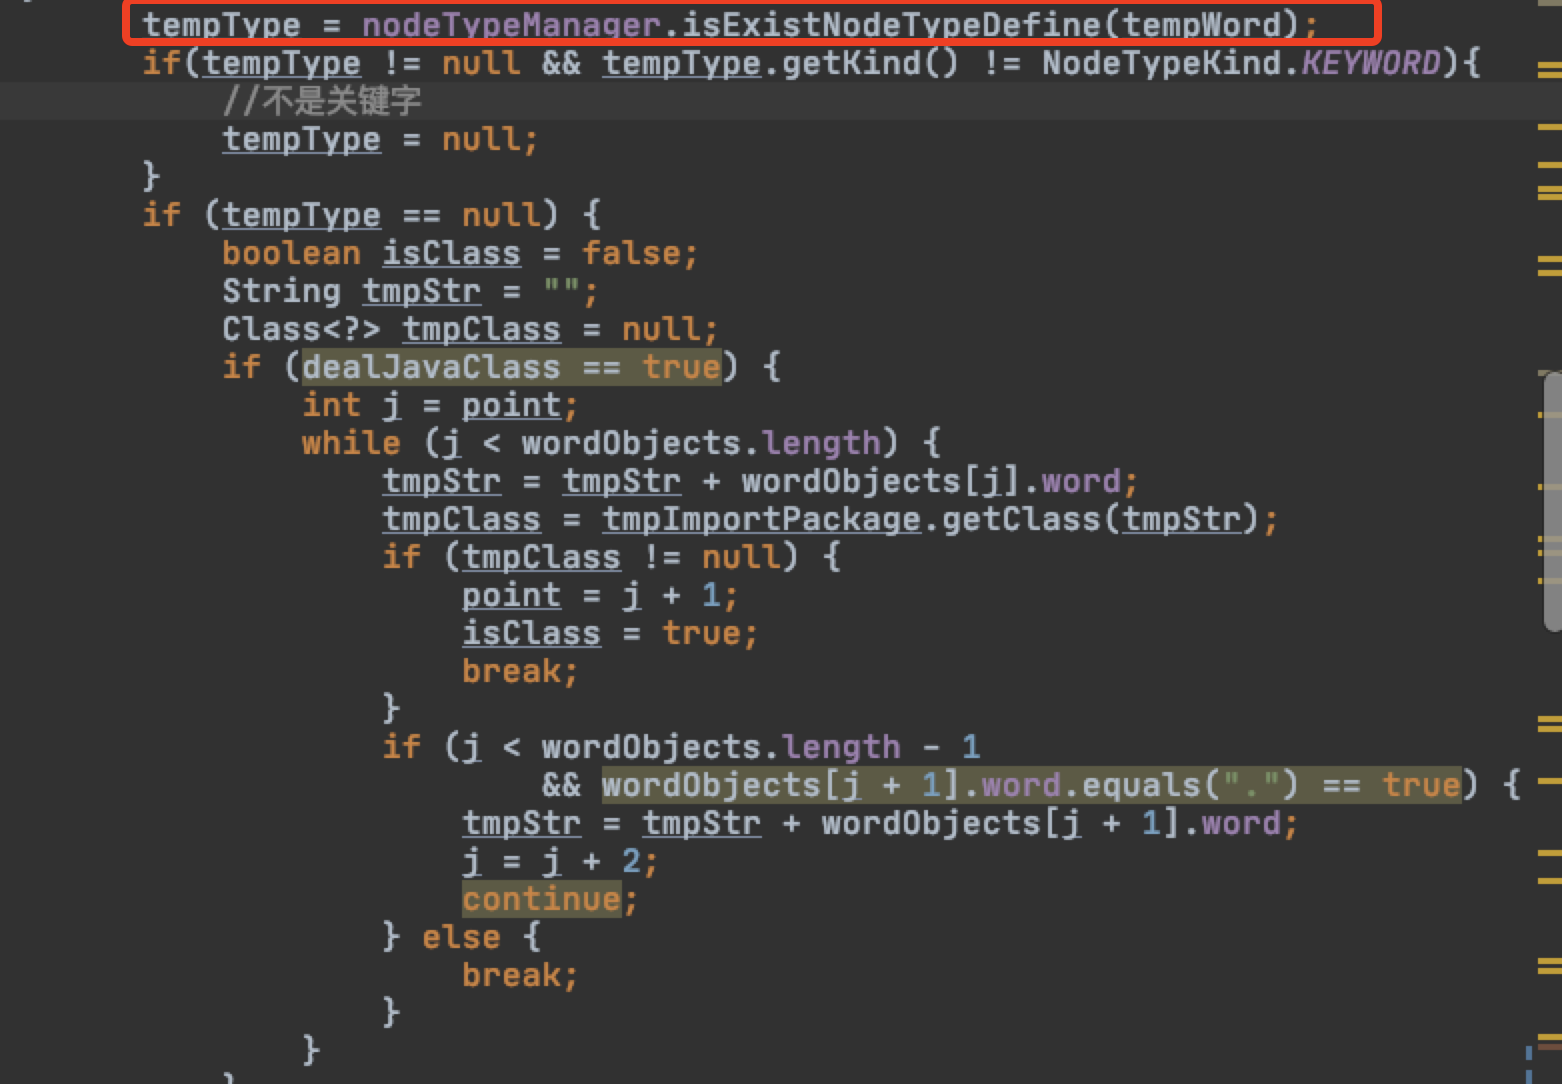 tempType = nodeTypeManager.isExistNodeTypeDefine(tempWord);
if(tempType != null && tempType.getKind() != NodeTypeKind.KEYWORD){
//不是关键字
tempType = null;
}
if (tempType == null) {
boolean isClass = false;
String tmpStr = "";
Class<?> tmpClass = null;
if (dealJavaClass == true) {
int j = point;
while (j < wordObjects.length) {
tmpStr = tmpStr + wordObjects[j].word;
tmpClass = tmpImportPackage.getClass(tmpStr);
if (tmpClass != null) {
point = j + 1;
isClass = true;
break;
}
if (j < wordObjects.length - 1
&& wordObjects[j + 1].word.equals(".") == true) {
tmpStr = tmpStr + wordObjects[j + 1].word;
j = j + 2;
continue;
} else {
break;
}
}
}